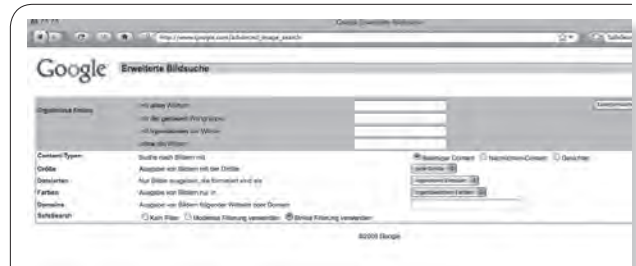 Google Erweiterte Bildsuche
http://www.google.com/advanced_image_search
Google Erweiterte Bildsuche
Ergebnisse finden mit allen Wörtern
mit der genauen Wortgruppe
mit irgendeinem der Wörter
ohne die Wörter
Content-Typen Suche nach Bildern mit Beliebiger Content Nachrichten-Content Gesichter
Größe Ausgabe von Bildern mit der Größe
Dateiarten Nur Bilder ausgeben, die formatiert sind als
Farben Ausgabe von Bildern nur in
Domains Ausgabe von Bildern folgender Website oder Domain
SafeSearch Kein Filter Moderate Filterung verwenden Strikte Filterung verwenden
©2009 Google